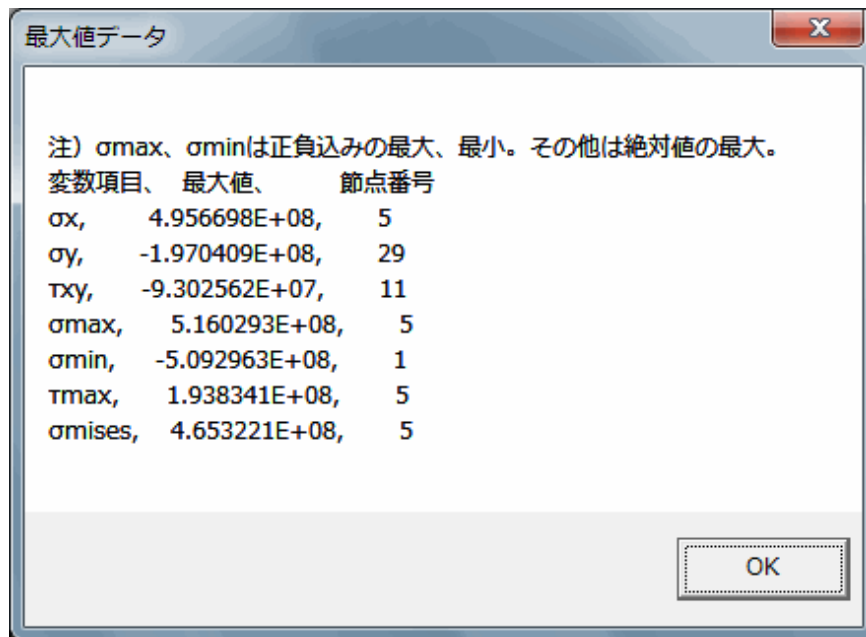 最大値データ
注）σmax、σminは正負込みの最大、最小。その他は絶対値の最大。
変数項目、 最大値、 節点番号
σx, 4.956698E+08, 5
σy, -1.970409E+08, 29
τxy, -9.302562E+07, 11
σmax, 5.160293E+08, 5
σmin, -5.092963E+08, 1
τmax, 1.938341E+08, 5
σmises, 4.653221E+08, 5
OK